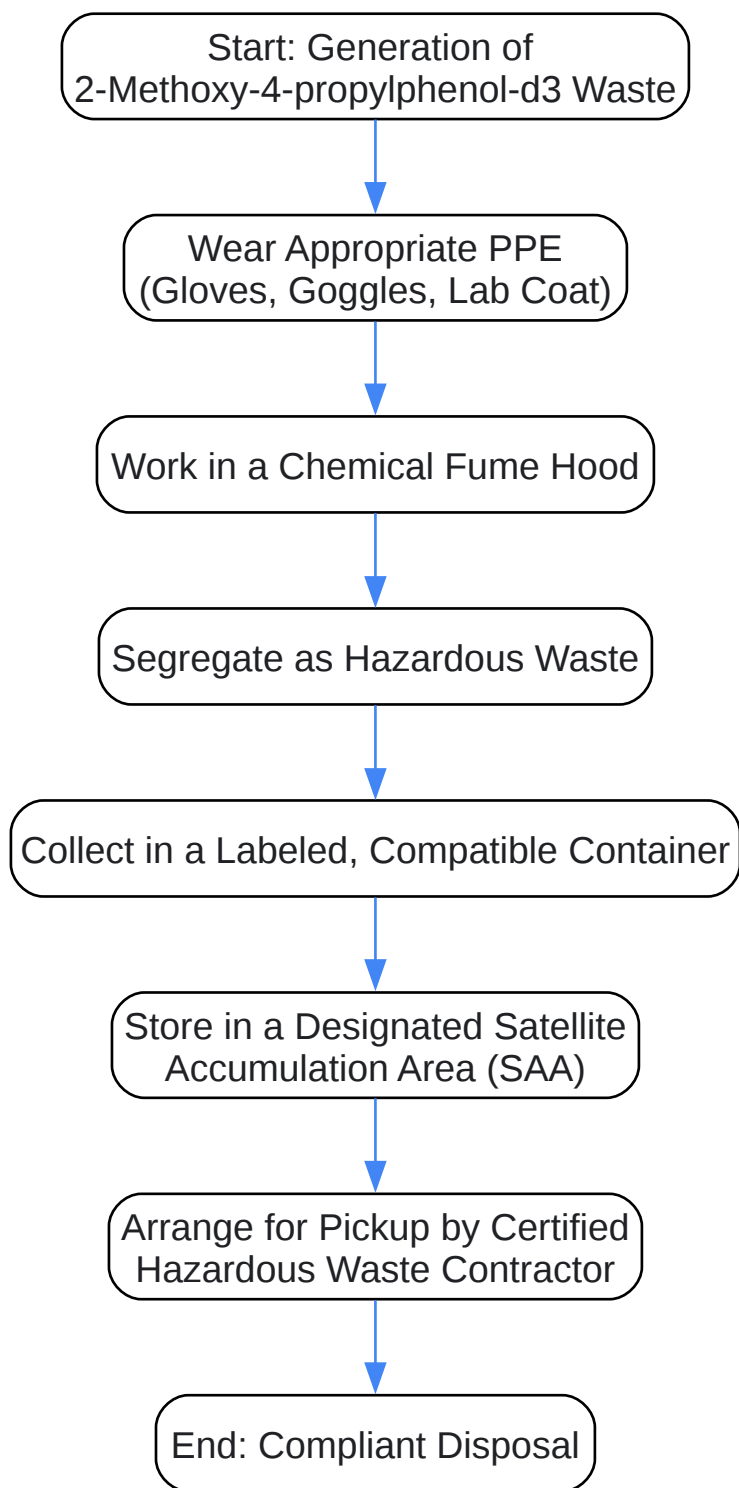 Start: Generation of
2-Methoxy-4-propylphenol-d3 Waste
Wear Appropriate PPE
(Gloves, Goggles, Lab Coat)
Work in a Chemical Fume Hood
Segregate as Hazardous Waste
Collect in a Labeled, Compatible Container
Store in a Designated Satellite
Accumulation Area (SAA)
Arrange for Pickup by Certified
Hazardous Waste Contractor
End: Compliant Disposal